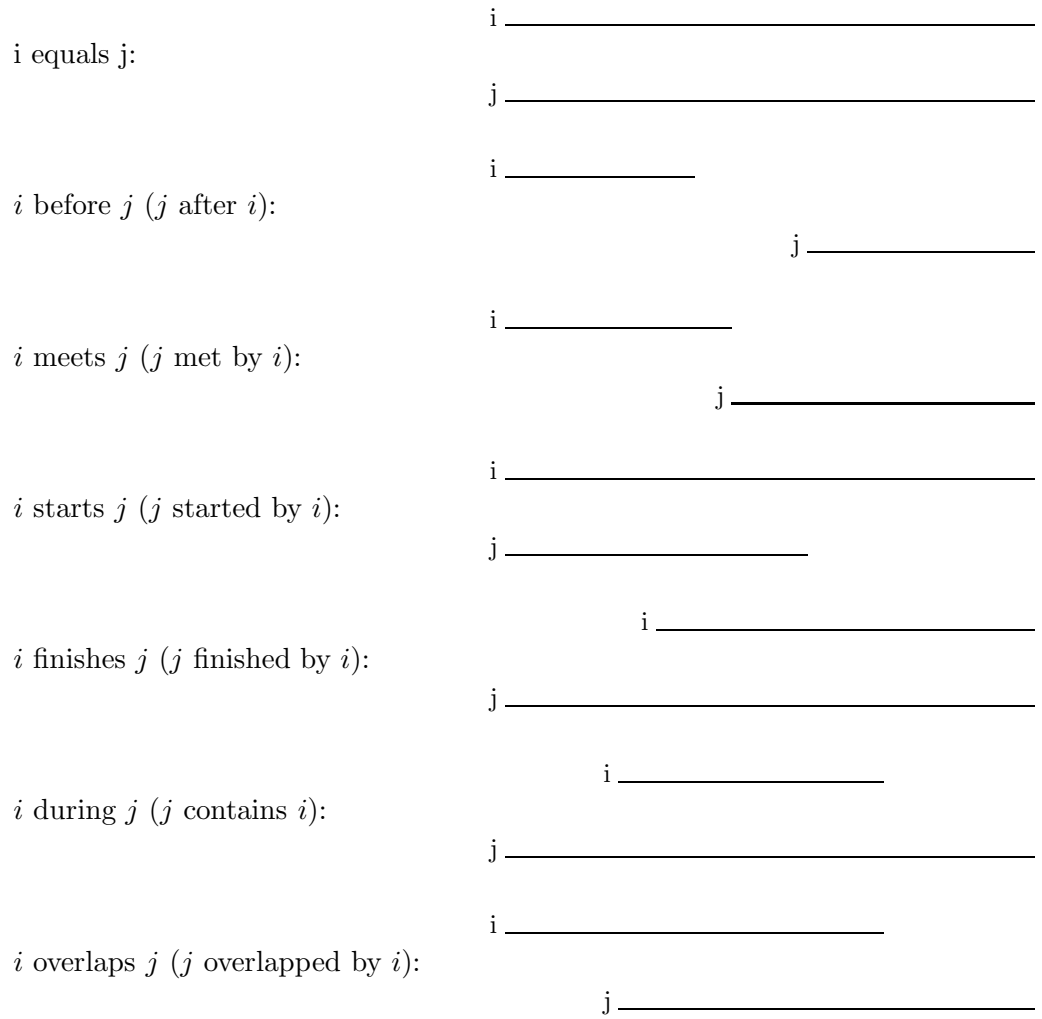 i
i equals j:
j
i
i before j (j after i):
j
i
i meets j (j met by i):
j
i
i starts j (j started by i):
j
i
i finishes j (j finished by i):
j
i
i during j (j contains i):
j
i
i overlaps j (j overlapped by i):
j